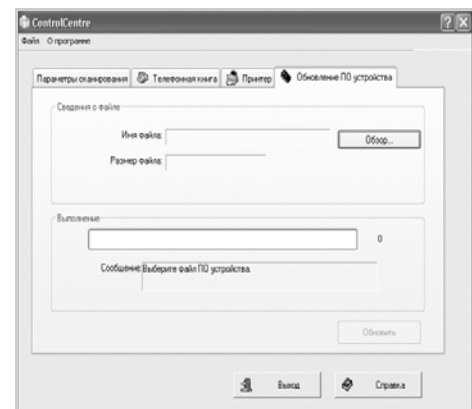 ControlCentre
Файл О программе
Параметры сканирования Телефонная книга Принтер Обновление ПО устройства
Сведения о файле
Имя файла: Обзор...
Размер файла:
Выполнение
0
Сообщение: Выберите файл ПО устройства.
Обновить
Выход Справка